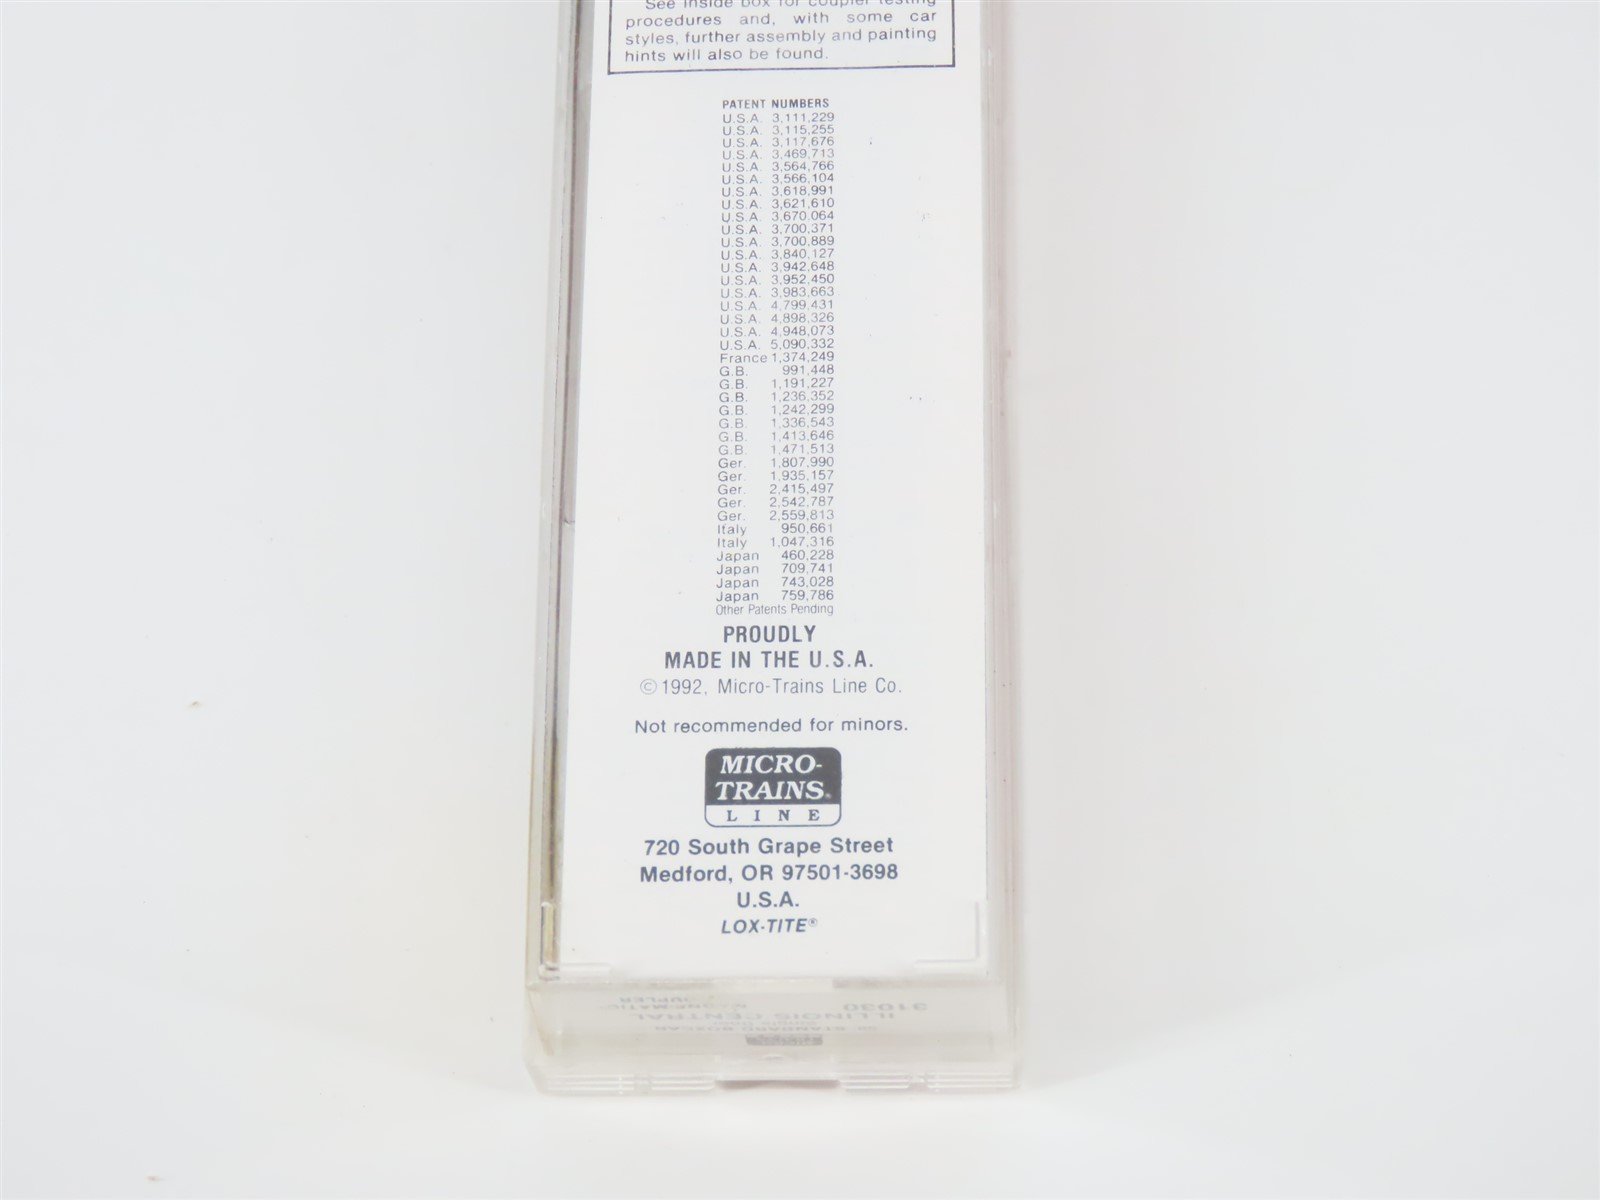 See inside box for coupler testing
procedures and, with some car
styles, further assembly and painting
hints will also be found.
PATENT NUMBERS
U.S.A. 3,111,229
U.S.A. 3,115,255
U.S.A. 3,117,676
U.S.A. 3,469,713
U.S.A. 3,564,766
U.S.A. 3,566,104
U.S.A. 3,618,991
U.S.A. 3,621,610
U.S.A. 3,670,064
U.S.A. 3,700,371
U.S.A. 3,700,889
U.S.A. 3,840,127
U.S.A. 3,942,648
U.S.A. 3,952,450
U.S.A. 3,983,663
U.S.A. 4,799,431
U.S.A. 4,898,326
U.S.A. 4,948,073
U.S.A. 5,090,332
France 1,374,249
G.B. 991,448
G.B. 1,191,227
G.B. 1,236,352
G.B. 1,242,299
G.B. 1,336,543
G.B. 1,413,646
G.B. 1,471,513
Ger. 1,807,990
Ger. 1,935,157
Ger. 2,415,497
Ger. 2,542,787
Ger. 2,559,813
Italy 950,661
Italy 1,047,316
Japan 460,228
Japan 709,741
Japan 743,028
Japan 759,786
Other Patents Pending
PROUDLY
MADE IN THE U.S.A.
©1992, Micro-Trains Line Co.
Not recommended for minors.
MICRO-
TRAINS®
LINE
720 South Grape Street
Medford, OR 97501-3698
U.S.A.
LOX-TITE®
31030 MAGNE-MATIC® COUPLER
ILLINOIS CENTRAL
STANDARD BOXCAR